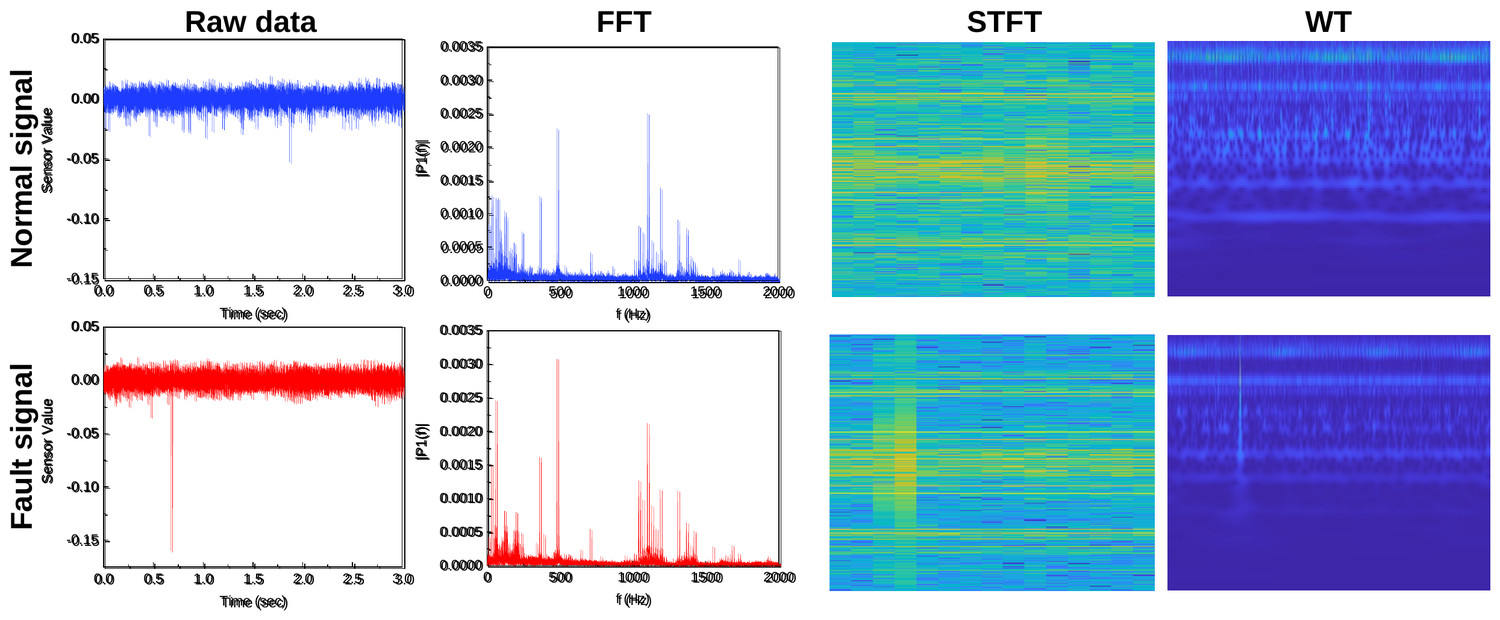 Raw data FFT STFT WT
Normal signal
Sensor Value
0.05
0.00
-0.05
-0.10
-0.15
0.0 0.5 1.0 1.5 2.0 2.5 3.0
Time (sec)
|P1(f)|
0.0035
0.0030
0.0025
0.0020
0.0015
0.0010
0.0005
0.0000
0 500 1000 1500 2000
f (Hz)
Fault signal
Sensor Value
0.05
0.00
-0.05
-0.10
-0.15
0.0 0.5 1.0 1.5 2.0 2.5 3.0
Time (sec)
|P1(f)|
0.0035
0.0030
0.0025
0.0020
0.0015
0.0010
0.0005
0.0000
0 500 1000 1500 2000
f (Hz)